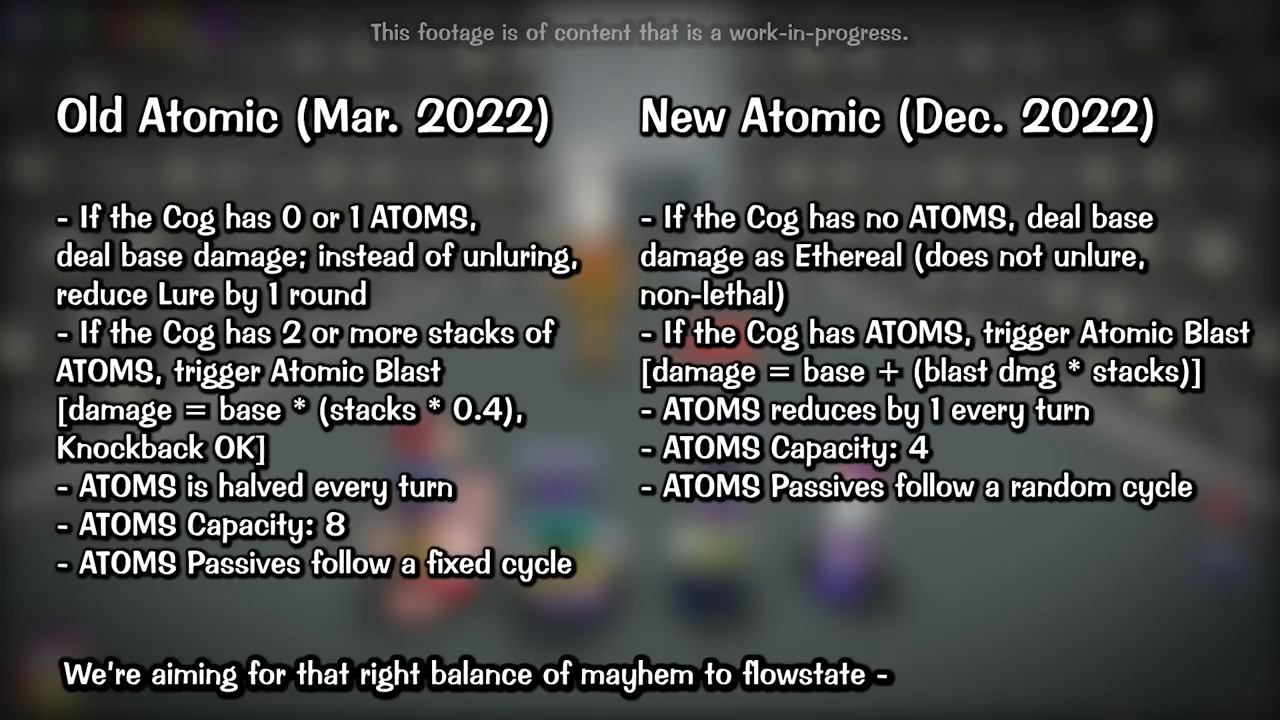 This footage is of content that is a work-in-progress.
Old Atomic (Mar. 2022)
- If the Cog has 0 or 1 ATOMS,
deal base damage; instead of unluring,
reduce Lure by 1 round
- If the Cog has 2 or more stacks of
ATOMS, trigger Atomic Blast
[damage = base * (stacks * 0.4),
Knockback OK]
- ATOMS is halved every turn
- ATOMS Capacity: 8
- ATOMS Passives follow a fixed cycle
New Atomic (Dec. 2022)
- If the Cog has no ATOMS, deal base
damage as Ethereal (does not unlure,
non-lethal)
- If the Cog has ATOMS, trigger Atomic Blast
[damage = base + (blast dmg * stacks)]
- ATOMS reduces by 1 every turn
- ATOMS Capacity: 4
- ATOMS Passives follow a random cycle
We're aiming for that right balance of mayhem to flowstate -